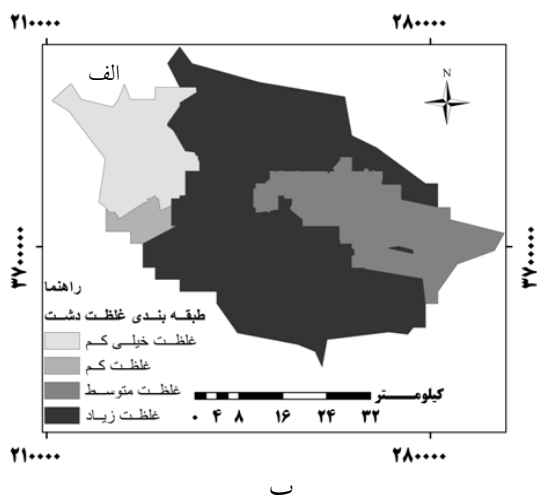 ۲۱۰۰۰۰ ۲۸۰۰۰۰
الف
N
۳۷۰۰۰۰۰ ۳۷۰۰۰۰۰
راهنما
طبقه بندی غلظت دشت
غلظت خیلی کم
غلظت کم
غلظت متوسط
غلظت زیاد
کیلومتر
۰ ۴ ۸ ۱۶ ۲۴ ۳۲
۲۱۰۰۰۰ ۲۸۰۰۰۰
ب